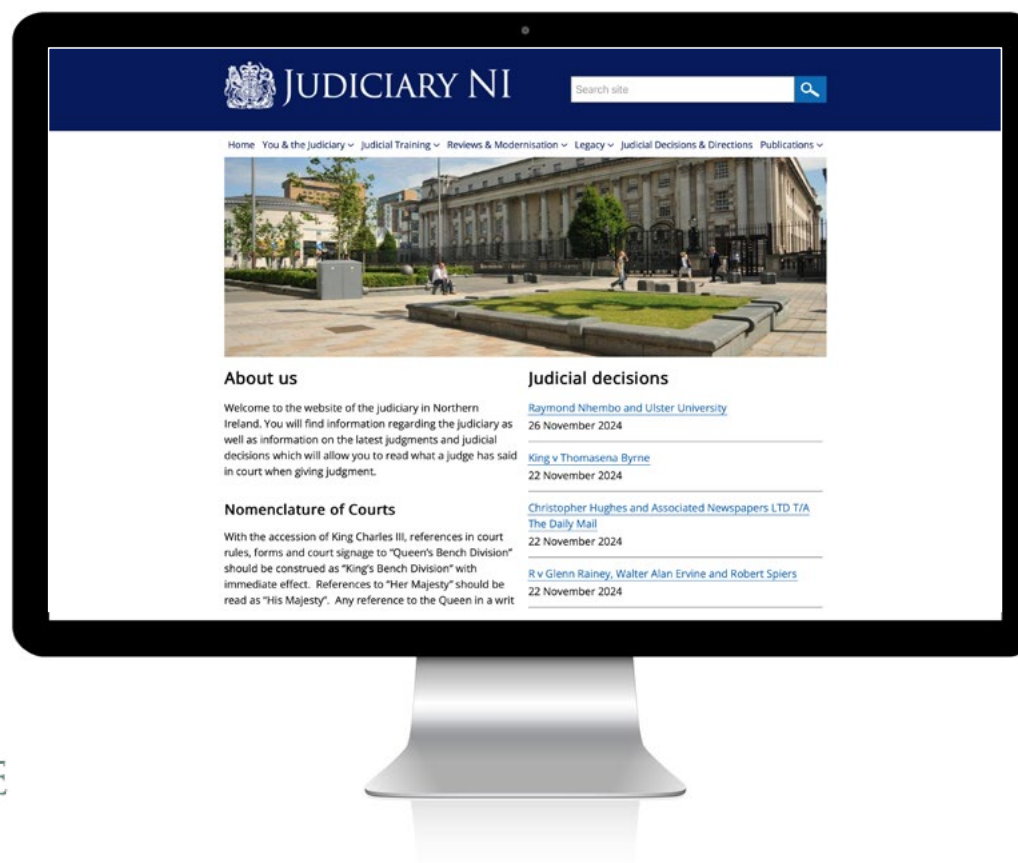 JUDICIARY NI
Search site
Home You & the Judiciary Judicial Training Reviews & Modernisation Legacy Judicial Decisions & Directions Publications
About us
Welcome to the website of the judiciary in Northern
Ireland. You will find information regarding the judiciary as
well as information on the latest judgments and judicial
decisions which will allow you to read what a judge has said
in court when giving judgment.
Nomenclature of Courts
With the accession of King Charles III, references in court
rules, forms and court signage to “Queen’s Bench Division”
should be construed as “King’s Bench Division” with
immediate effect. References to “Her Majesty” should be
read as “His Majesty”. Any reference to the Queen in a writ
Judicial decisions
Raymond Nhembo and Ulster University
26 November 2024
King v Thomasena Byrne
22 November 2024
Christopher Hughes and Associated Newspapers LTD T/A
The Daily Mail
22 November 2024
R v Glenn Rainey, Walter Alan Ervine and Robert Spiers
22 November 2024
E